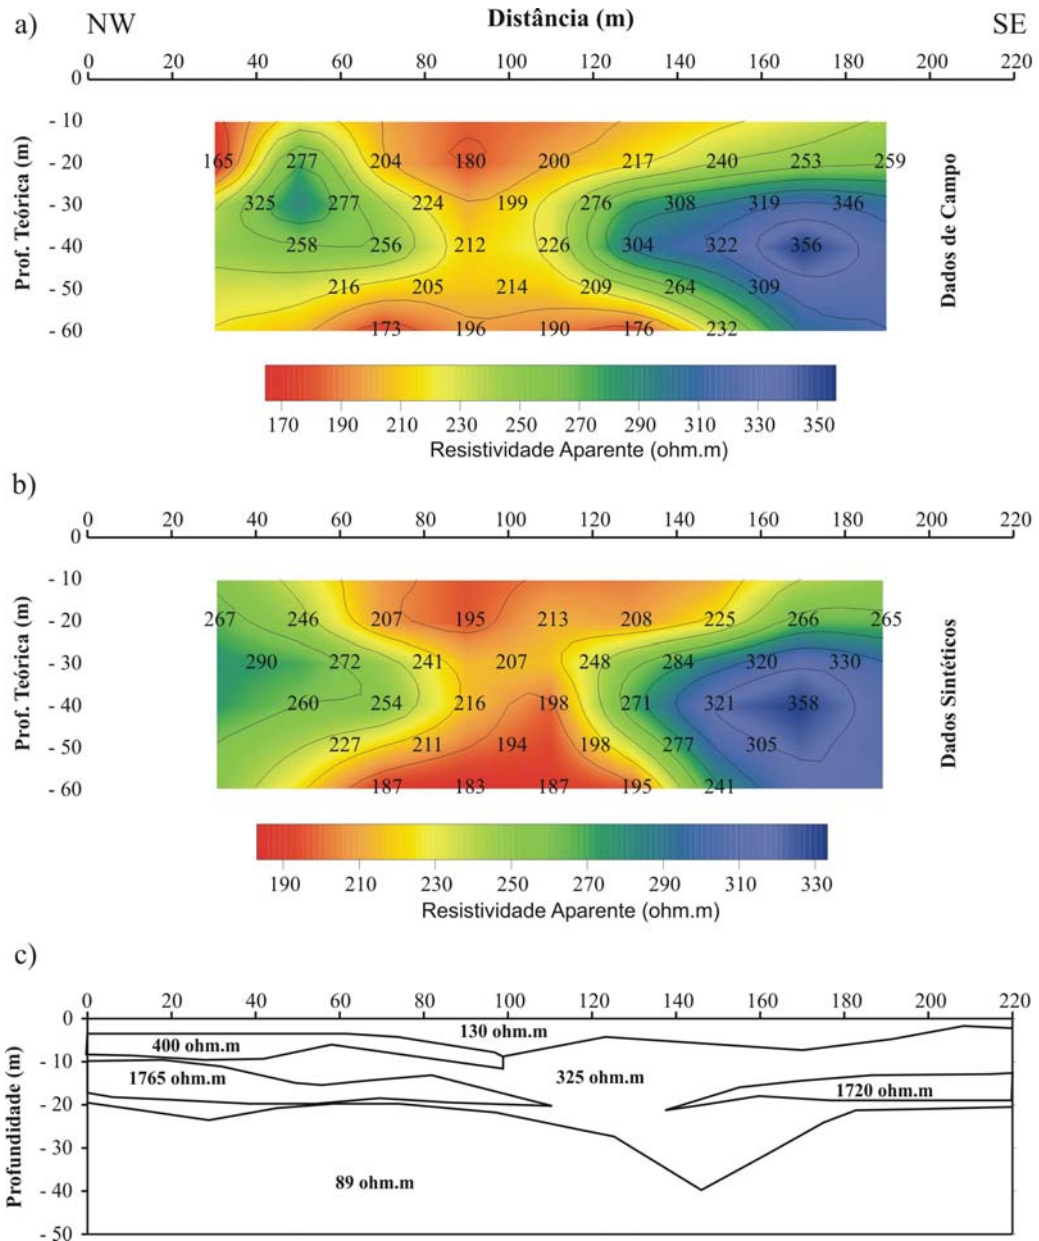 a) NW Distância (m) SE
0 20 40 60 80 100 120 140 160 180 200 220
0
- 10
165 277 204 180 200 217 240 253 259
- 20
325 277 224 199 276 308 319 346
- 30
258 256 212 226 304 322 356
- 40
216 205 214 209 264 309
- 50
173 196 190 176 232
- 60
Prof. Teórica (m)
Dados de Campo
170 190 210 230 250 270 290 310 330 350
Resistividade Aparente (ohm.m)
b)
0 20 40 60 80 100 120 140 160 180 200 220
0
- 10
267 246 207 195 213 208 225 266 265
- 20
290 272 241 207 248 284 320 330
- 30
260 254 216 198 271 321 358
- 40
227 211 194 198 277 305
- 50
187 183 187 195 241
- 60
Prof. Teórica (m)
Dados Sintéticos
190 210 230 250 270 290 310 330
Resistividade Aparente (ohm.m)
c)
0 20 40 60 80 100 120 140 160 180 200 220
0
130 ohm.m
400 ohm.m
- 10
1765 ohm.m 325 ohm.m
1720 ohm.m
- 20
- 30
89 ohm.m
- 40
- 50
Profundidade (m)